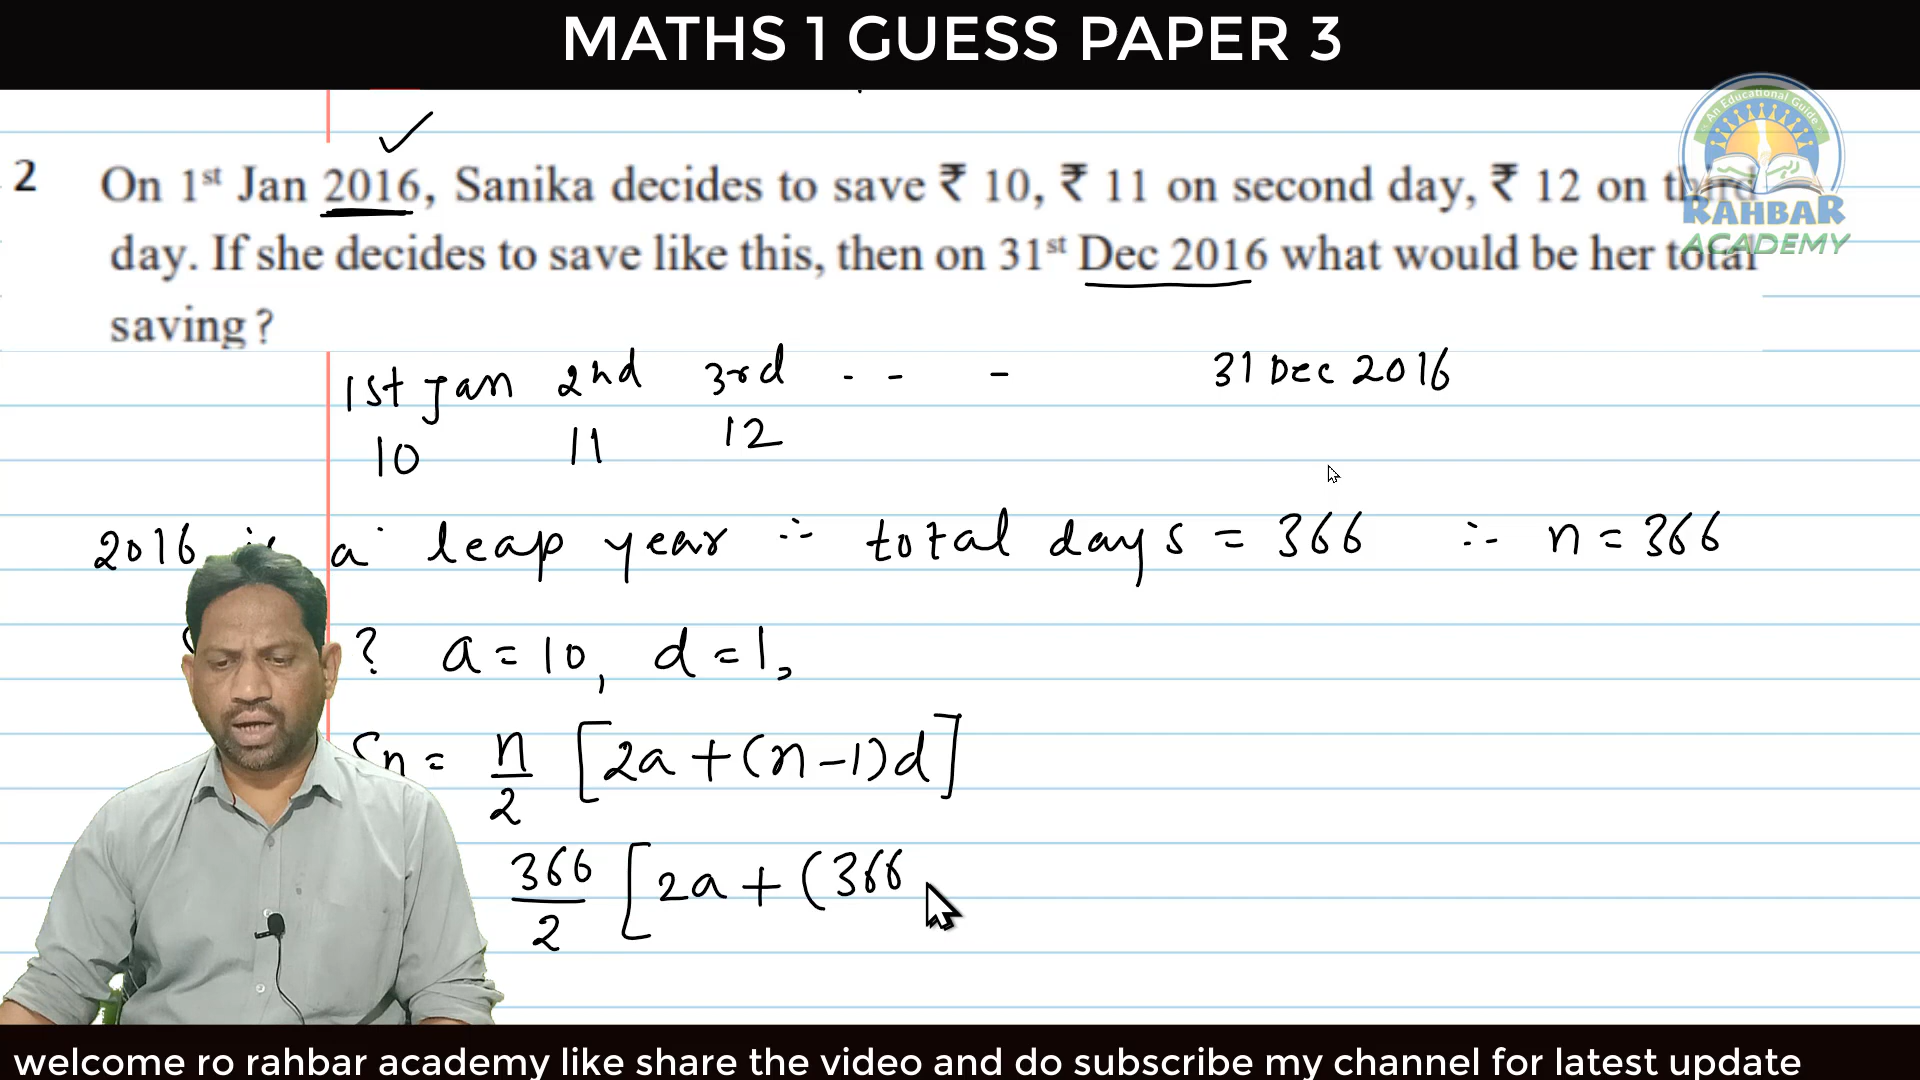 MATHS 1 GUESS PAPER 3
An Educational Guide
RAHBAR
ACADEMY
2 On 1st Jan 2016, Sanika decides to save ₹ 10, ₹ 11 on second day, ₹ 12 on third
day. If she decides to save like this, then on 31st Dec 2016 what would be her total
saving ?
1st Jan 2nd 3rd - - - 31 Dec 2016
10 11 12
2016 is a leap year ∴ total days = 366 ∴ n = 366
? a = 10, d = 1,
Sn = n/2 [2a + (n-1)d]
366/2 [2a + (366
welcome ro rahbar academy like share the video and do subscribe my channel for latest update